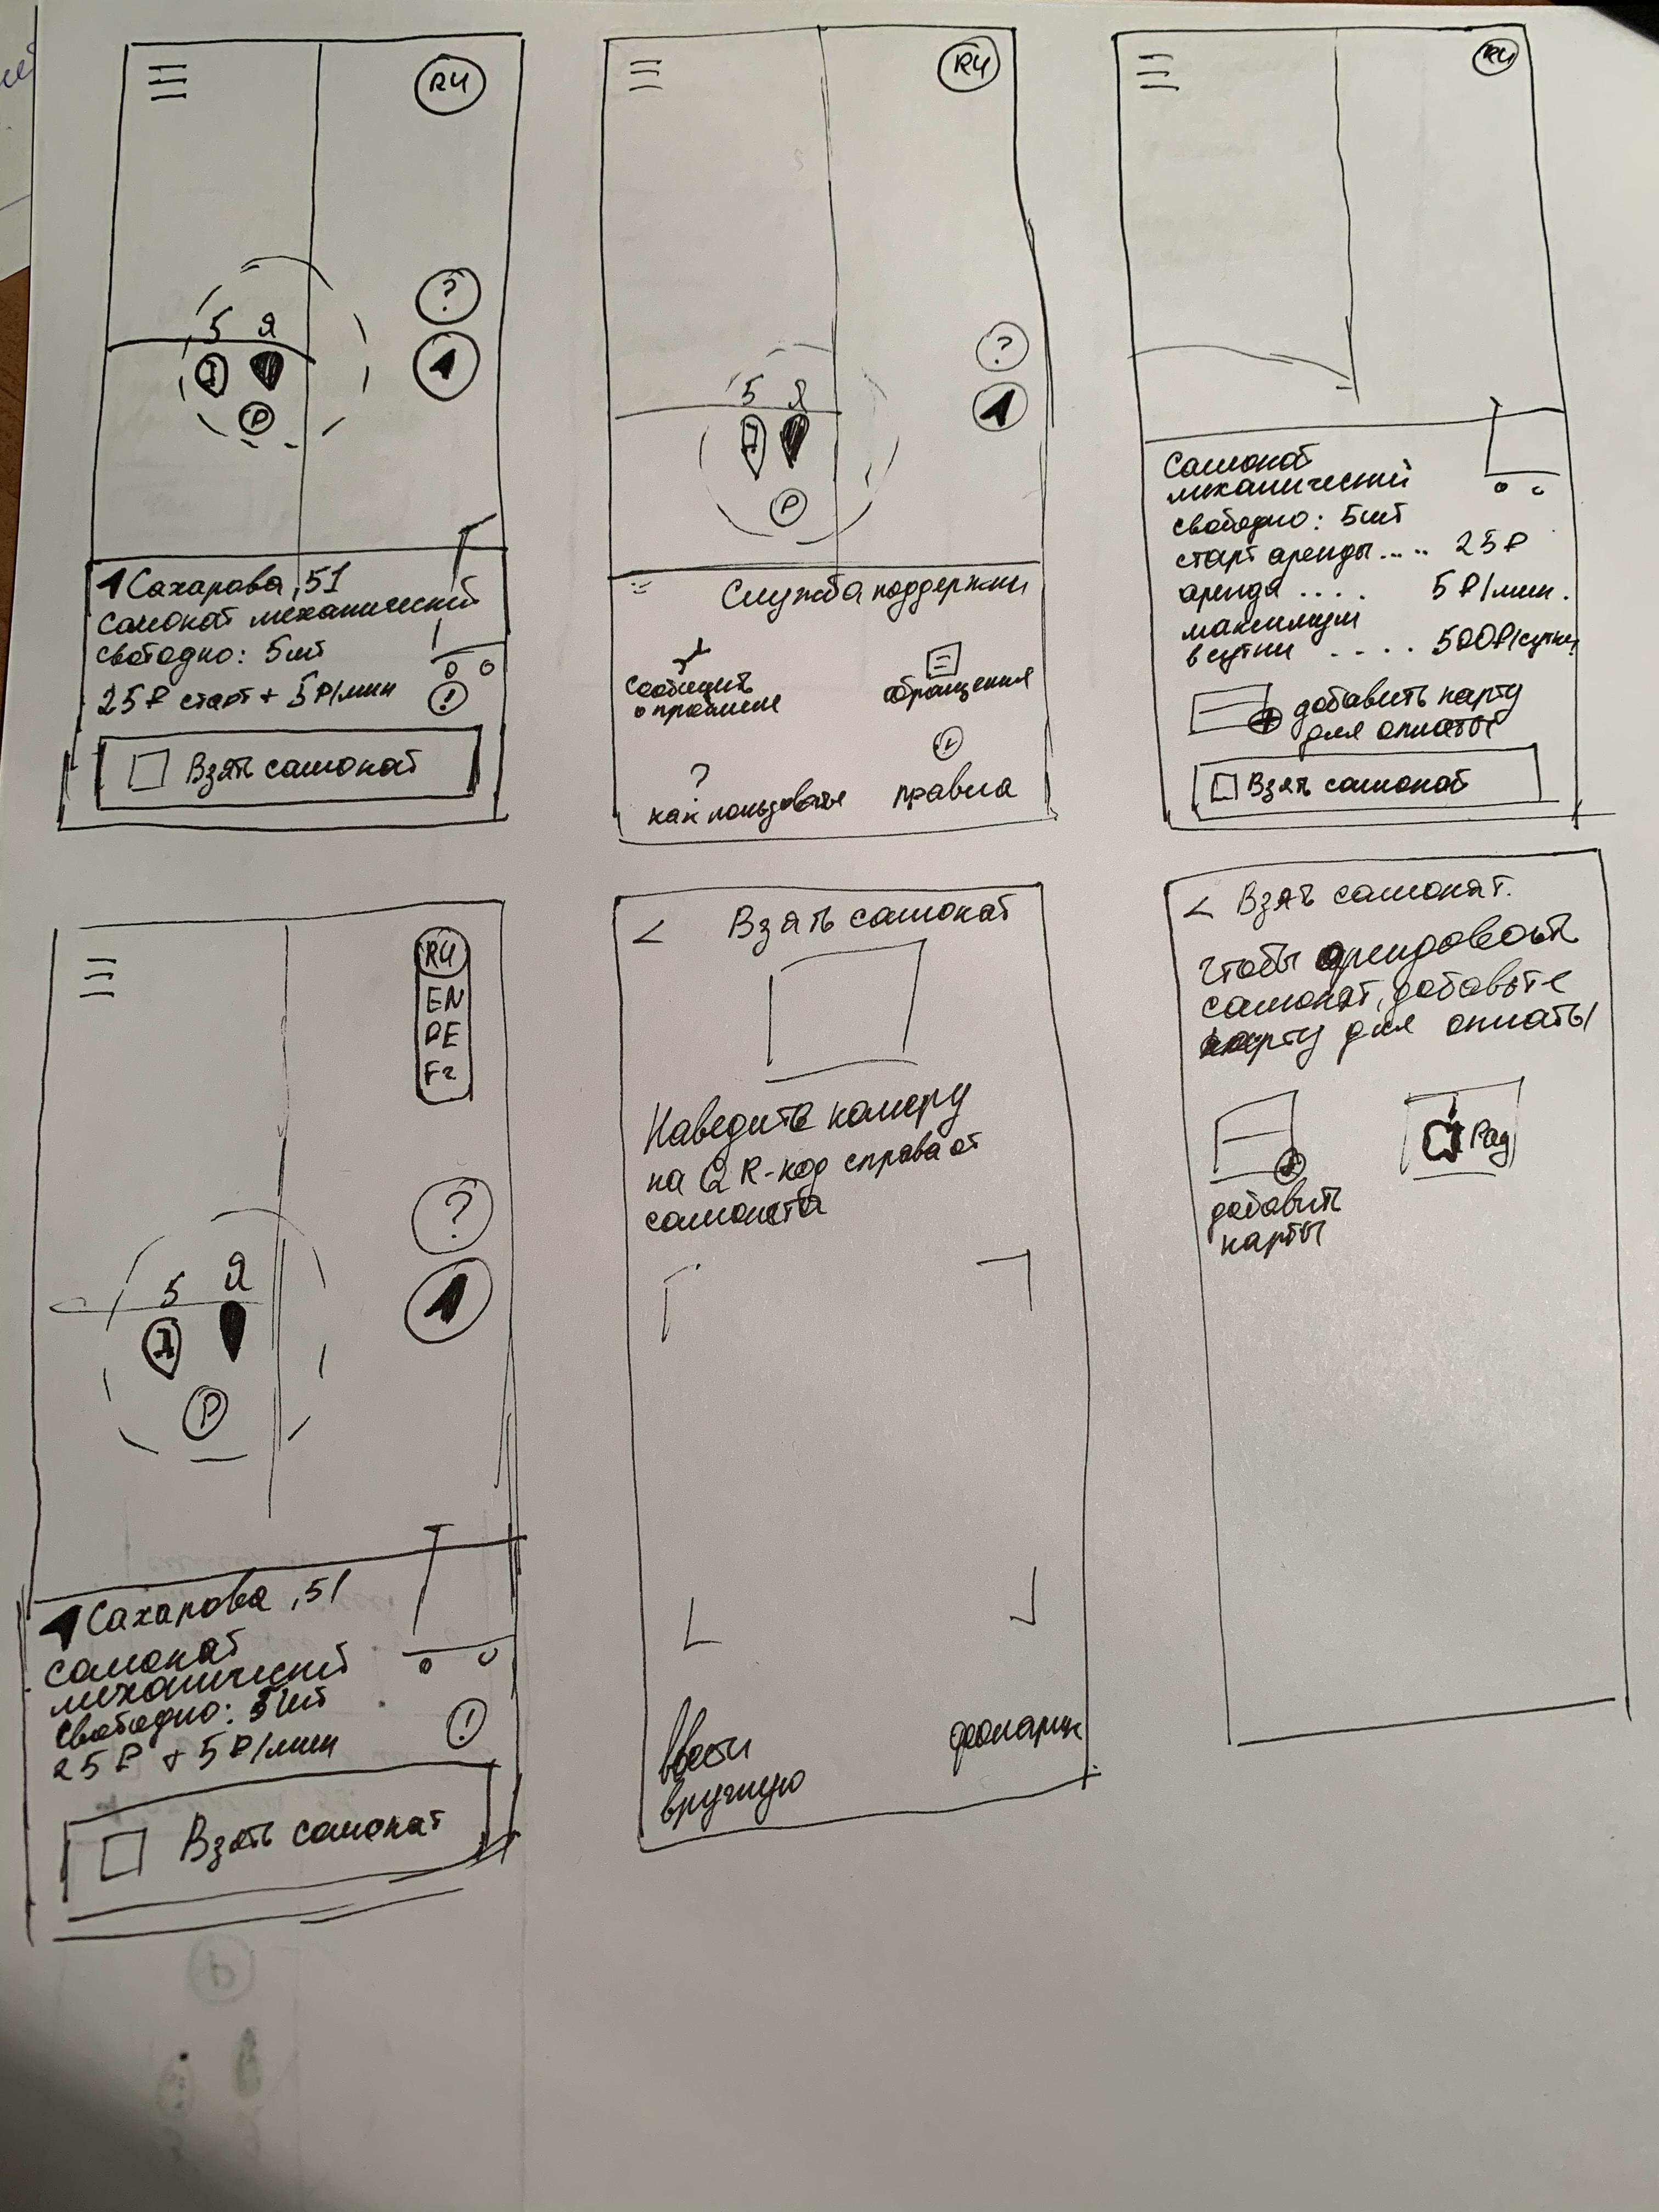 RU
?
5 Я
P
Сахарова, 51
самокат механический
свободно: 5шт
25₽ старт + 5₽/мин
!
Взять самокат
RU
?
5 Я
P
Служба поддержки
Сообщить
о проблеме
обращения
?
как пользоваться
правила
RU
Самокат
механический
свободно: 5шт
старт аренды.... 25₽
аренда .... 5₽/мин.
максимум
в сутки .... 500₽/сутки
добавить карту
для оплаты
Взять самокат
RU
EN
DE
Fr
?
5 Я
P
Сахарова, 51
самокат
механический
свободно: 5шт
25₽ + 5₽/мин
!
Взять самокат
< Взять самокат
Наведите камеру
на QR-код справа от
самоката
ввести
вручную
фонарик
< Взять самокат.
Чтобы арендовать
самокат, добавьте
карту для оплаты
добавить
карты
Pay